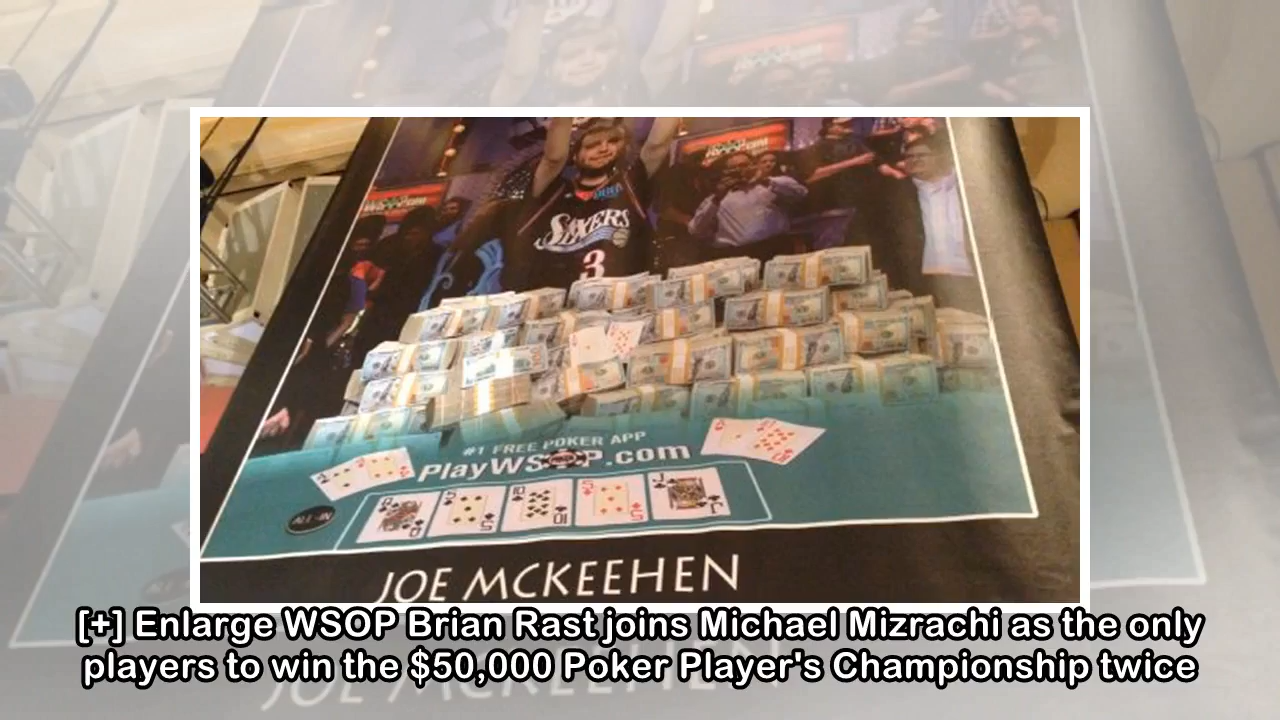 SIXERS
3
#1 FREE POKER APP
PlayWSOP.com
ALL-IN
JOE MCKEEHEN
[+] Enlarge WSOP Brian Rast joins Michael Mizrachi as the only
players to win the $50,000 Poker Player's Championship twice